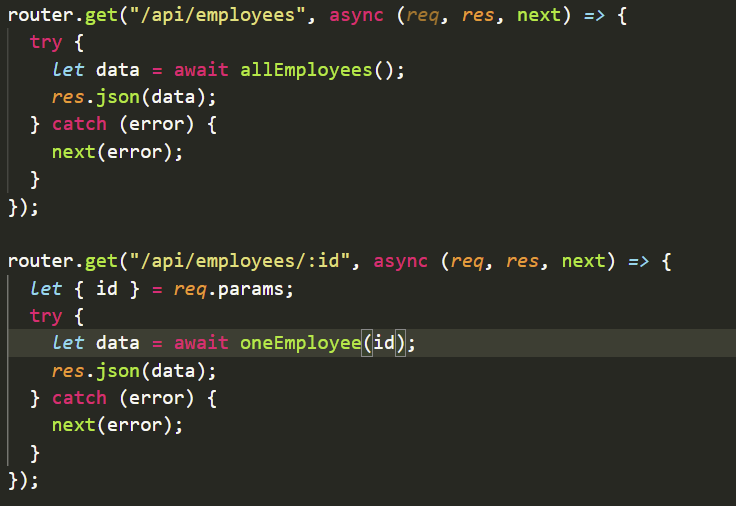 router.get("/api/employees", async (req, res, next) => {
  try {
    let data = await allEmployees();
    res.json(data);
  } catch (error) {
    next(error);
  }
});

router.get("/api/employees/:id", async (req, res, next) => {
  let { id } = req.params;
  try {
    let data = await oneEmployee(id);
    res.json(data);
  } catch (error) {
    next(error);
  }
});